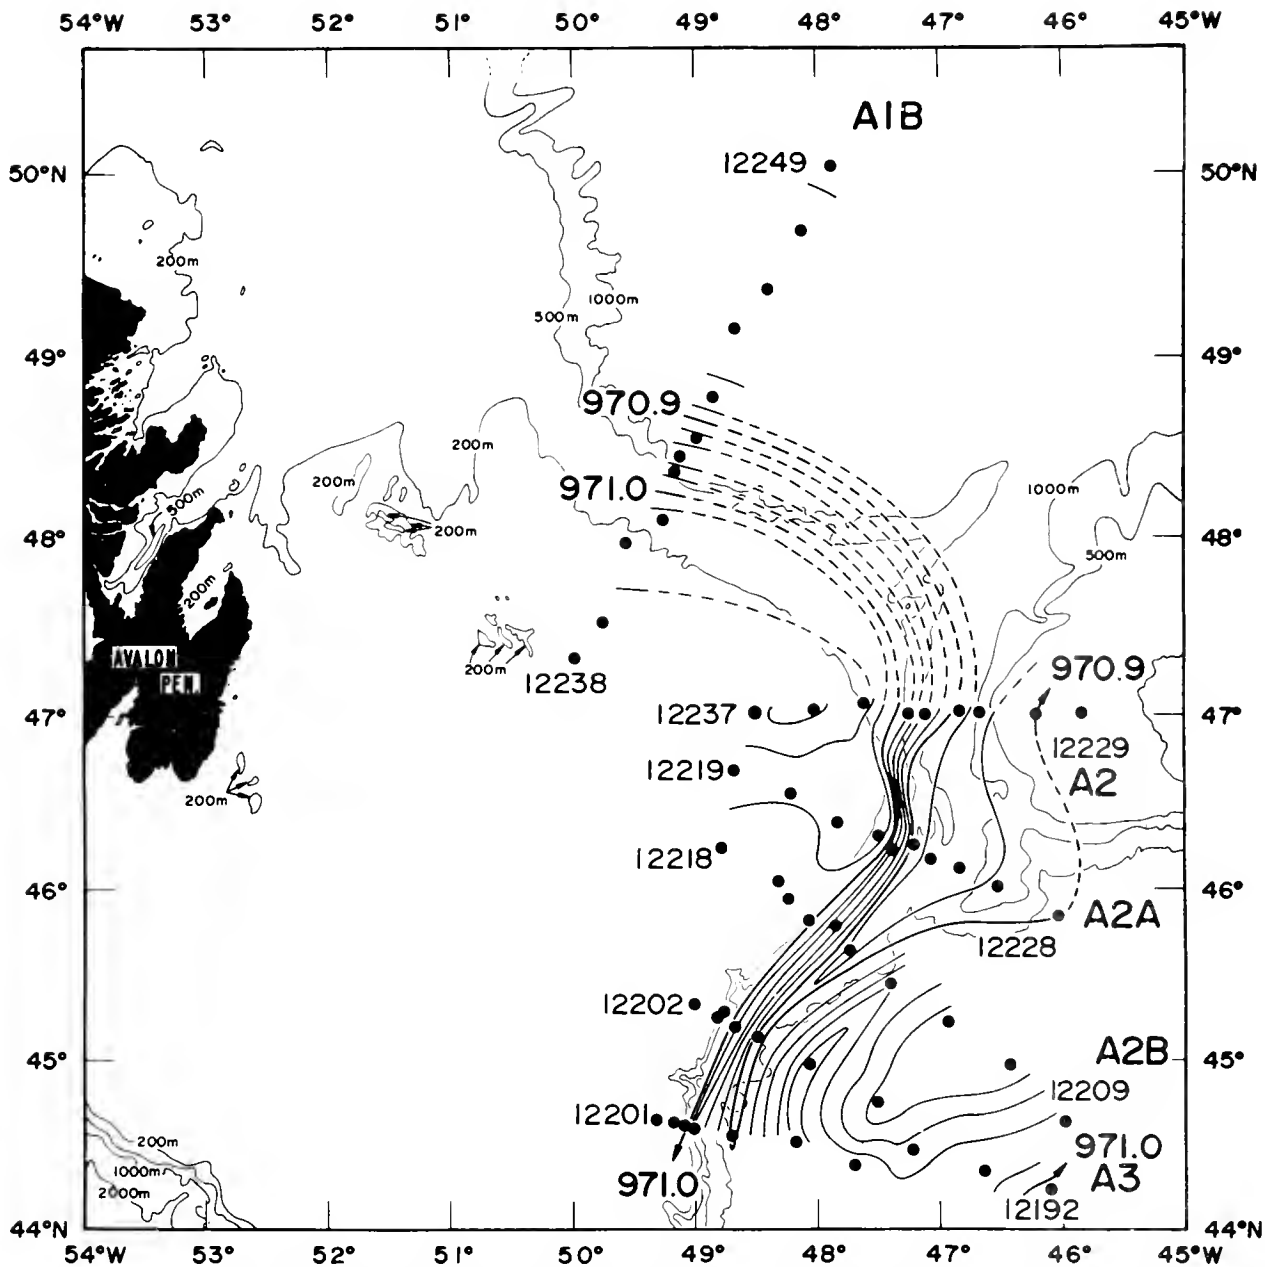 54°W 53° 52° 51° 50° 49° 48° 47° 46° 45°W
A1B
12249
50°N 50°N
200m
1000m
500m
49° 49°
970.9
200m
971.0
200m
1000m
500m
200m
500m
48° 48°
200m
AVALON
PEN.
200m
12238
970.9
47° 12237 47°
12229
12219
A2
200m
12218
46° 46°
A2A
12228
12202
45° A2B 45°
12209
12201
200m
971.0
1000m
971.0
A3
2000m
12192
44°N 44°N
54°W 53° 52° 51° 50° 49° 48° 47° 46° 45°W